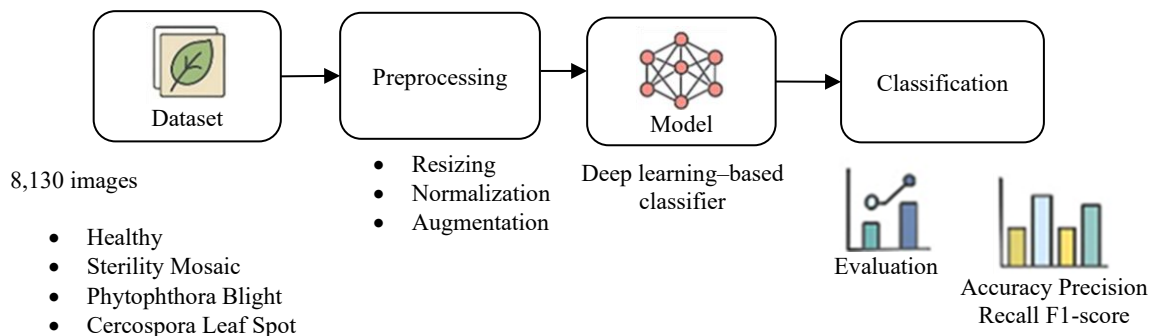 Dataset
Preprocessing
Model
Classification
8,130 images
• Healthy
• Sterility Mosaic
• Phytophthora Blight
• Cercospora Leaf Spot
• Resizing
• Normalization
• Augmentation
Deep learning–based
classifier
Evaluation
Accuracy Precision
Recall F1-score